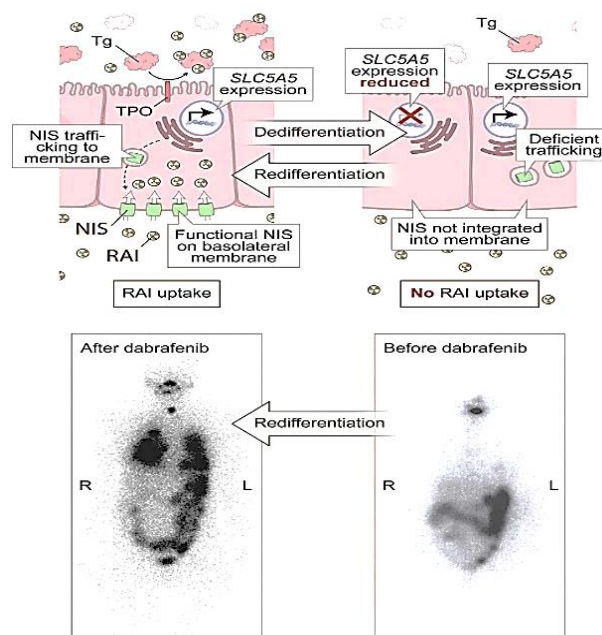 Tg
SLC5A5
expression
TPO
NIS traffi-
cking to
membrane
NIS
RAI
Functional NIS
on basolateral
membrane
RAI uptake
Dedifferentiation
Redifferentiation
Tg
SLC5A5
expression
reduced
SLC5A5
expression
Deficient
trafficking
NIS not integrated
into membrane
No RAI uptake
After dabrafenib
R
L
Redifferentiation
Before dabrafenib
R
L